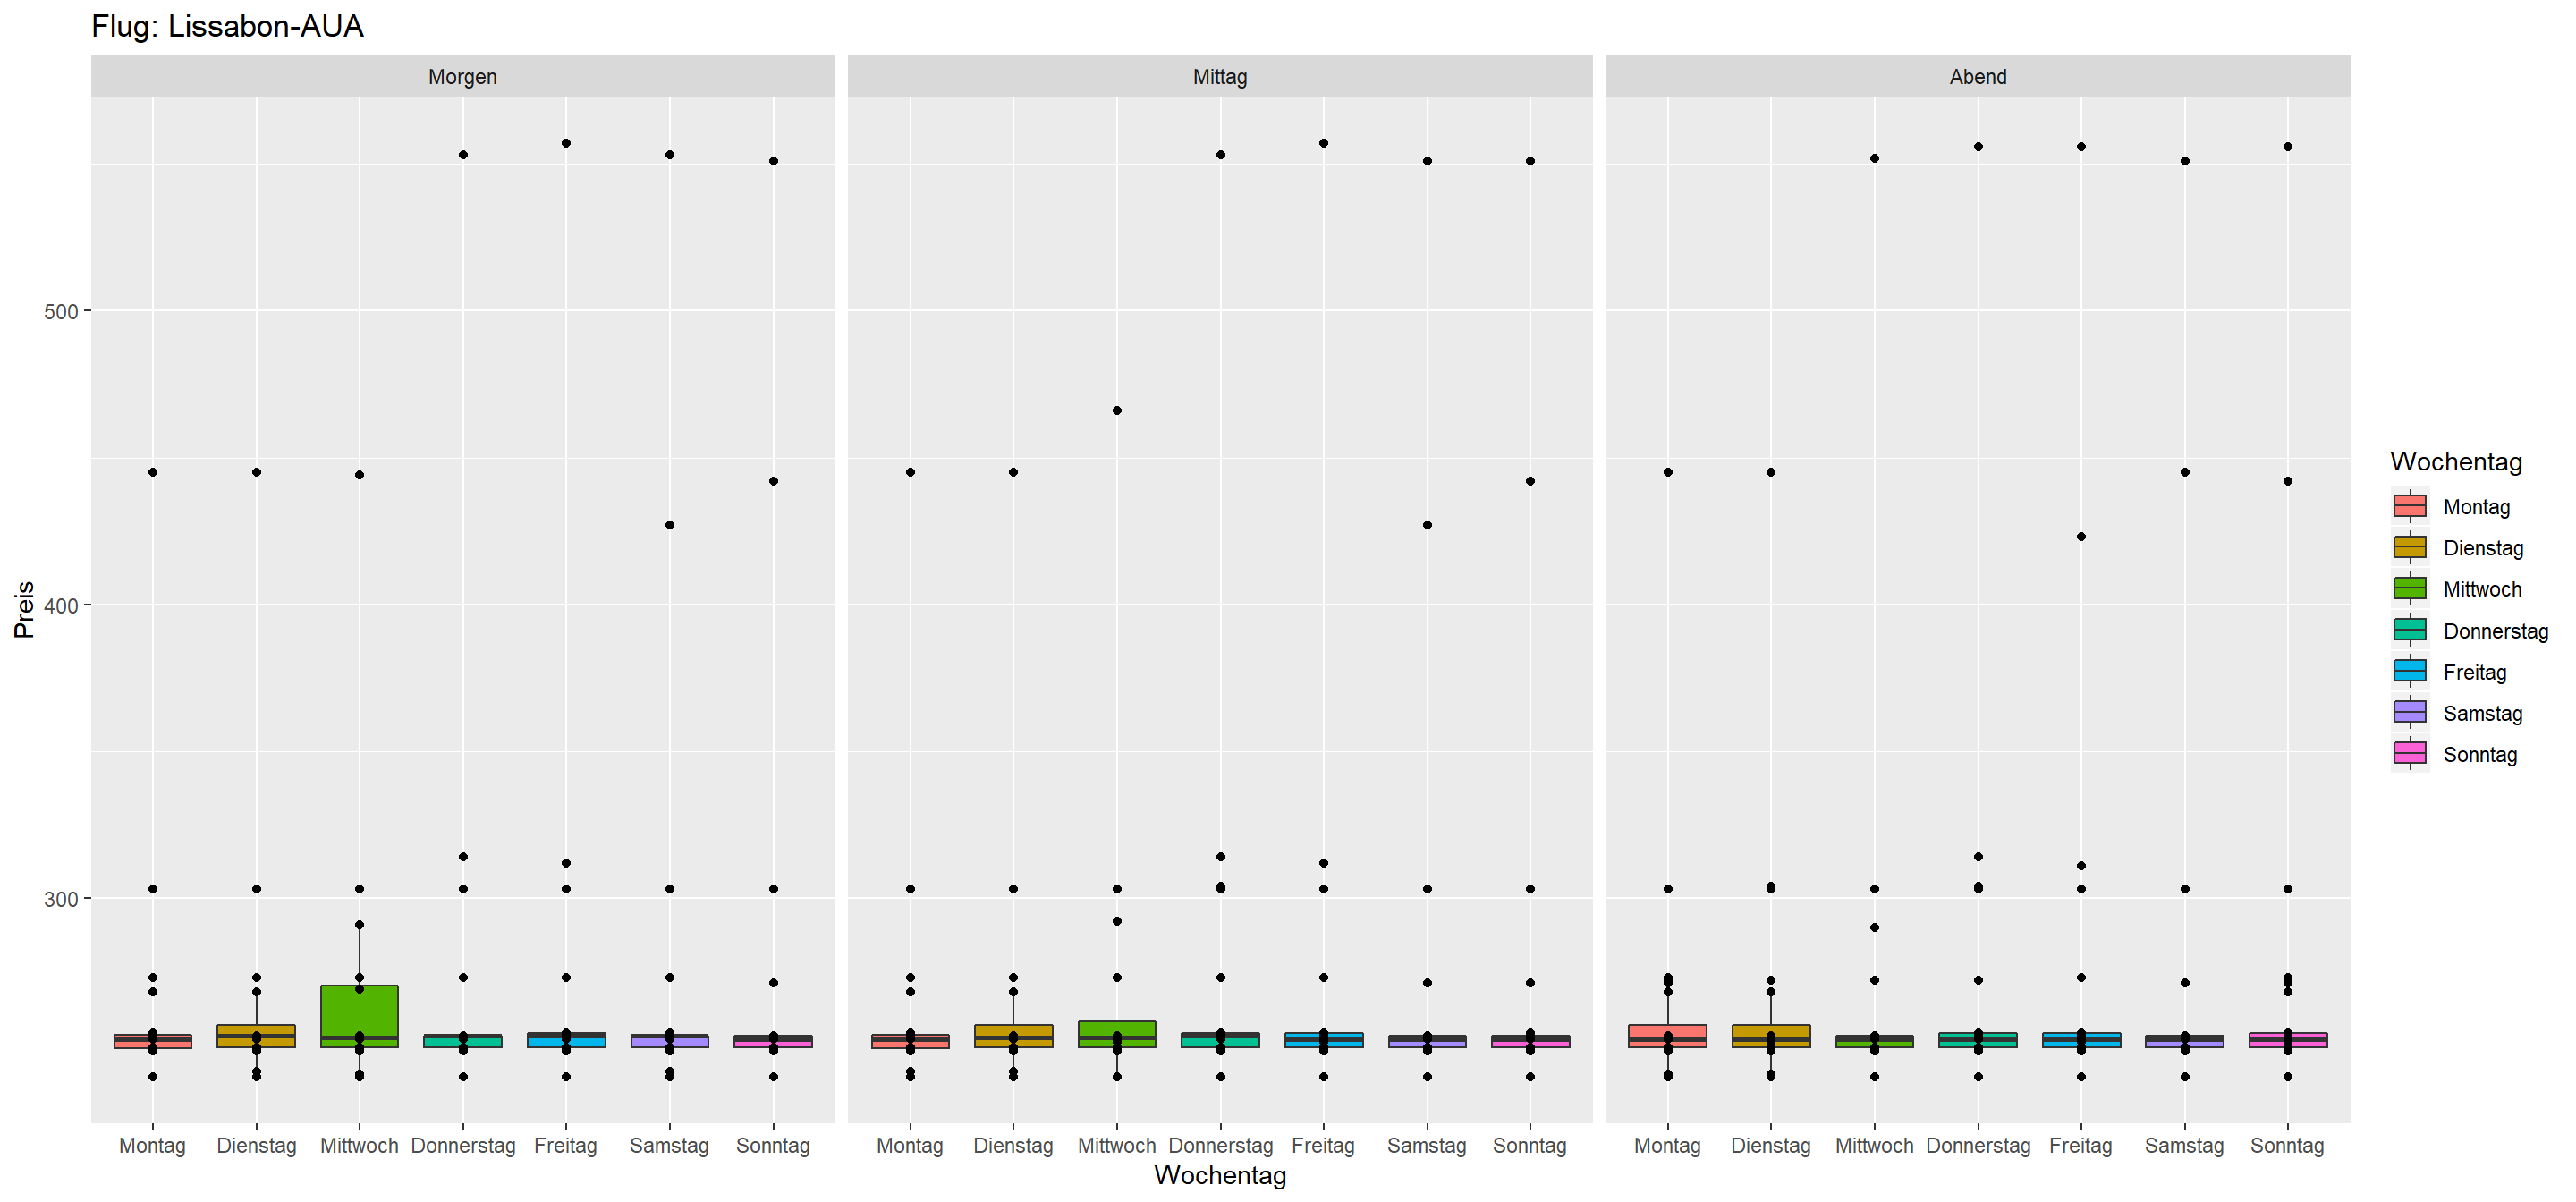 Flug: Lissabon-AUA
Morgen Mittag Abend
500
400
300
Preis
Montag Dienstag Mittwoch Donnerstag Freitag Samstag Sonntag Montag Dienstag Mittwoch Donnerstag Freitag Samstag Sonntag Montag Dienstag Mittwoch Donnerstag Freitag Samstag Sonntag
Wochentag
Wochentag
Montag
Dienstag
Mittwoch
Donnerstag
Freitag
Samstag
Sonntag